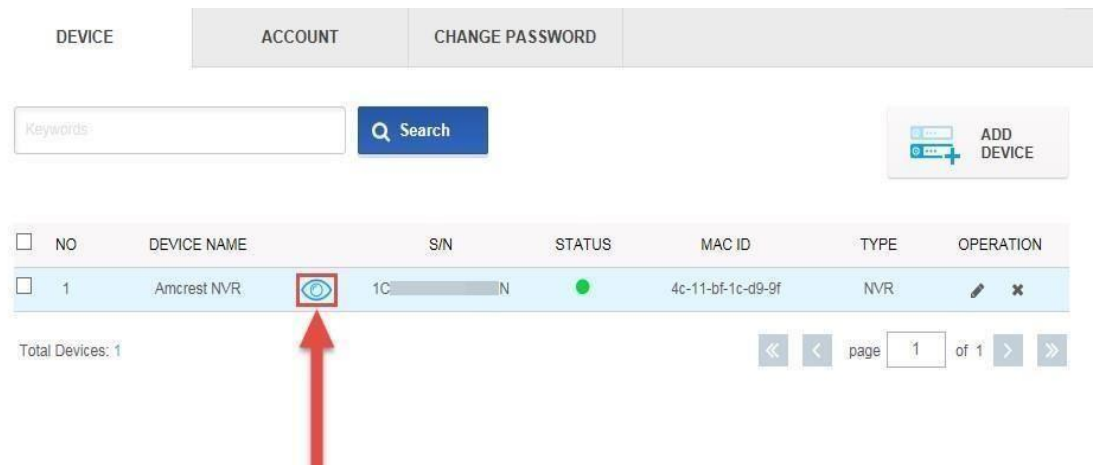 DEVICE ACCOUNT CHANGE PASSWORD
Keywords Search
ADD
DEVICE
NO DEVICE NAME S/N STATUS MAC ID TYPE OPERATION
1 Amcrest NVR 1C N 4c-11-bf-1c-d9-9f NVR
Total Devices: 1 page 1 of 1